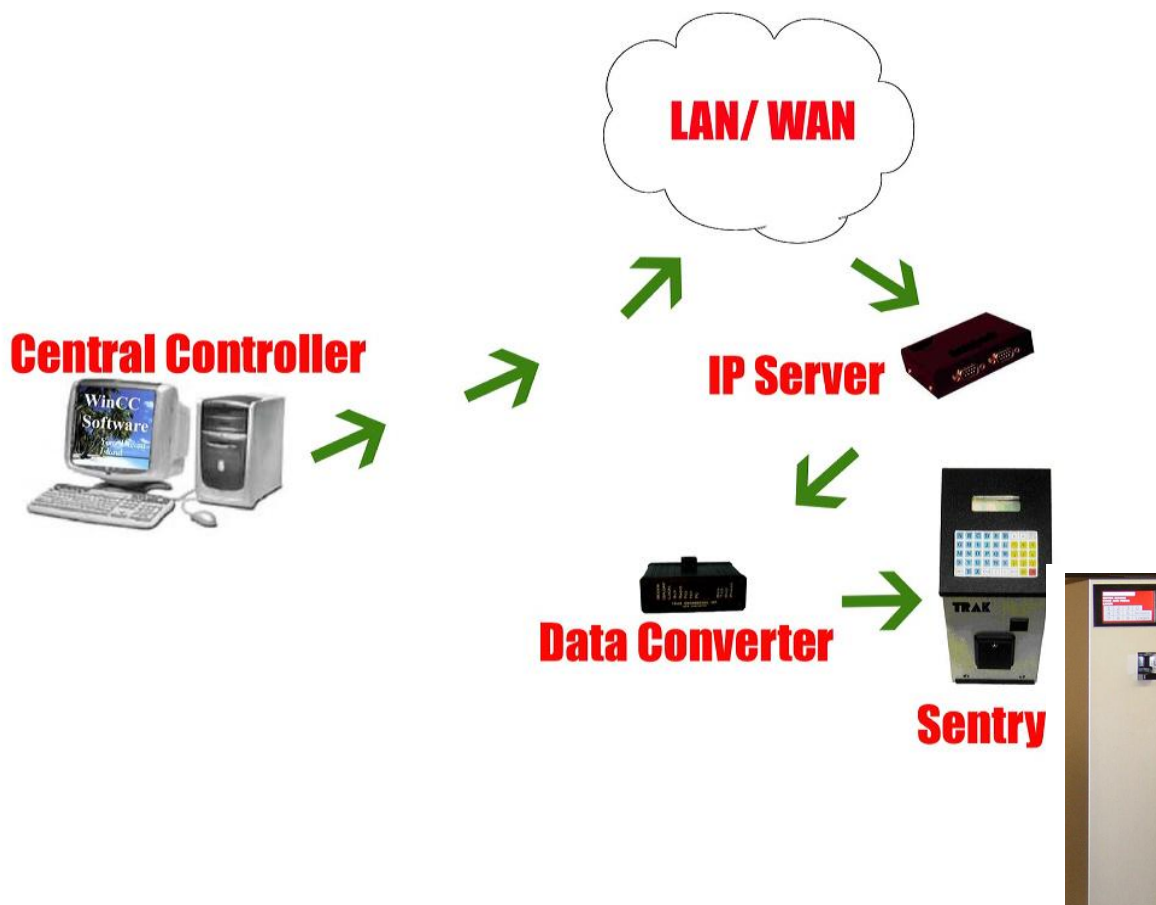 LAN/ WAN
Central Controller
WinCC
Software
IP Server
Data Converter
TRAK
Sentry